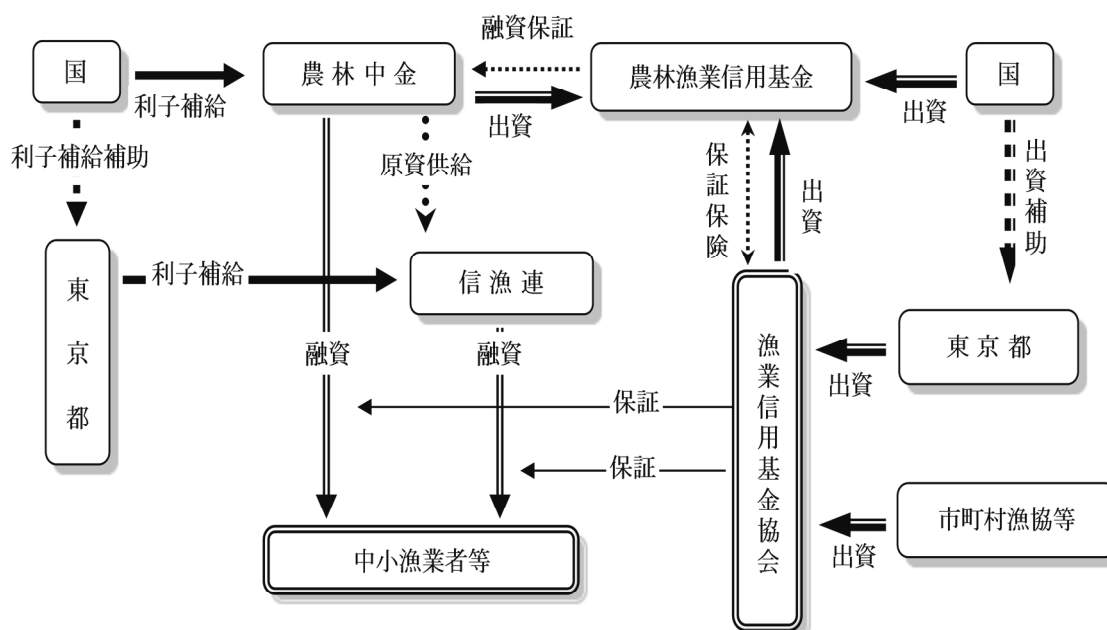 融資保証
国
農林中金
農林漁業信用基金
国
利子補給
出資
出資
利子補給補助
原資供給
保証保険
出資
出資補助
東京都
利子補給
信漁連
融資
融資
漁業信用基金協会
東京都
出資
保証
保証
市町村漁協等
出資
中小漁業者等